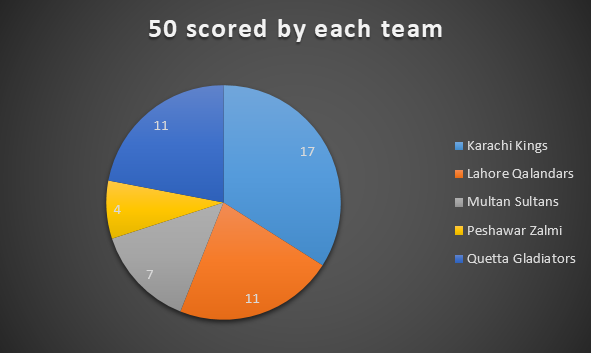 50 scored by each team
11
17
4
7
11
Karachi Kings
Lahore Qalandars
Multan Sultans
Peshawar Zalmi
Quetta Gladiators